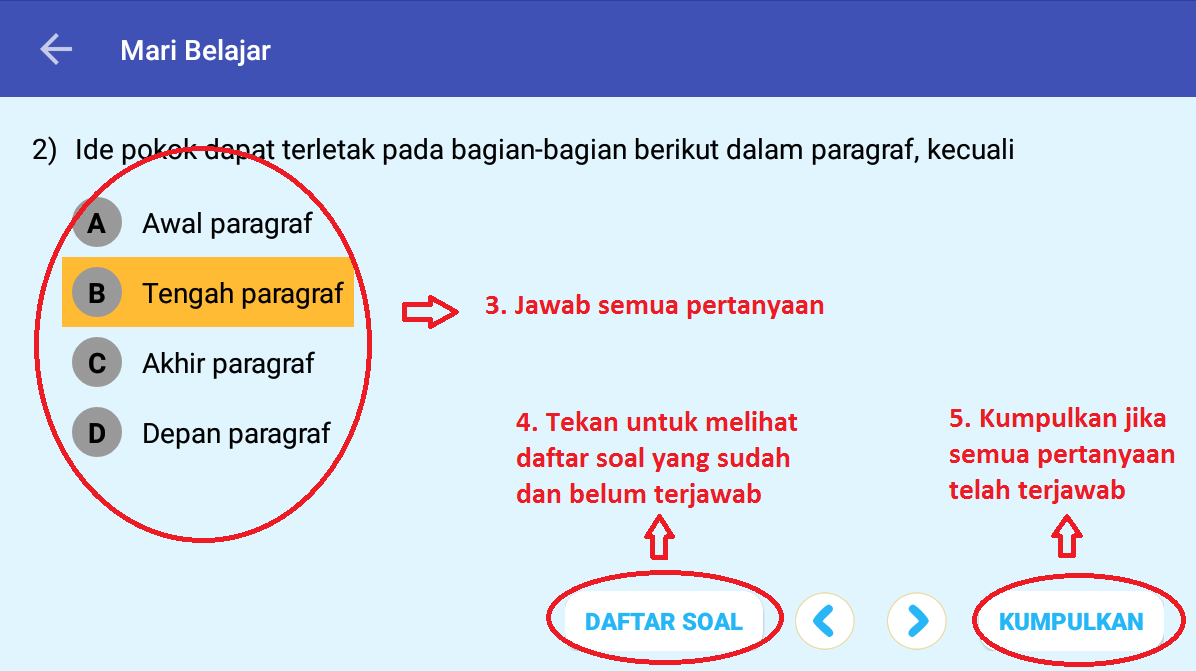 Mari Belajar
2) Ide pokok dapat terletak pada bagian-bagian berikut dalam paragraf, kecuali
A Awal paragraf
B Tengah paragraf
3. Jawab semua pertanyaan
C Akhir paragraf
D Depan paragraf
4. Tekan untuk melihat
daftar soal yang sudah
dan belum terjawab
5. Kumpulkan jika
semua pertanyaan
telah terjawab
DAFTAR SOAL
KUMPULKAN